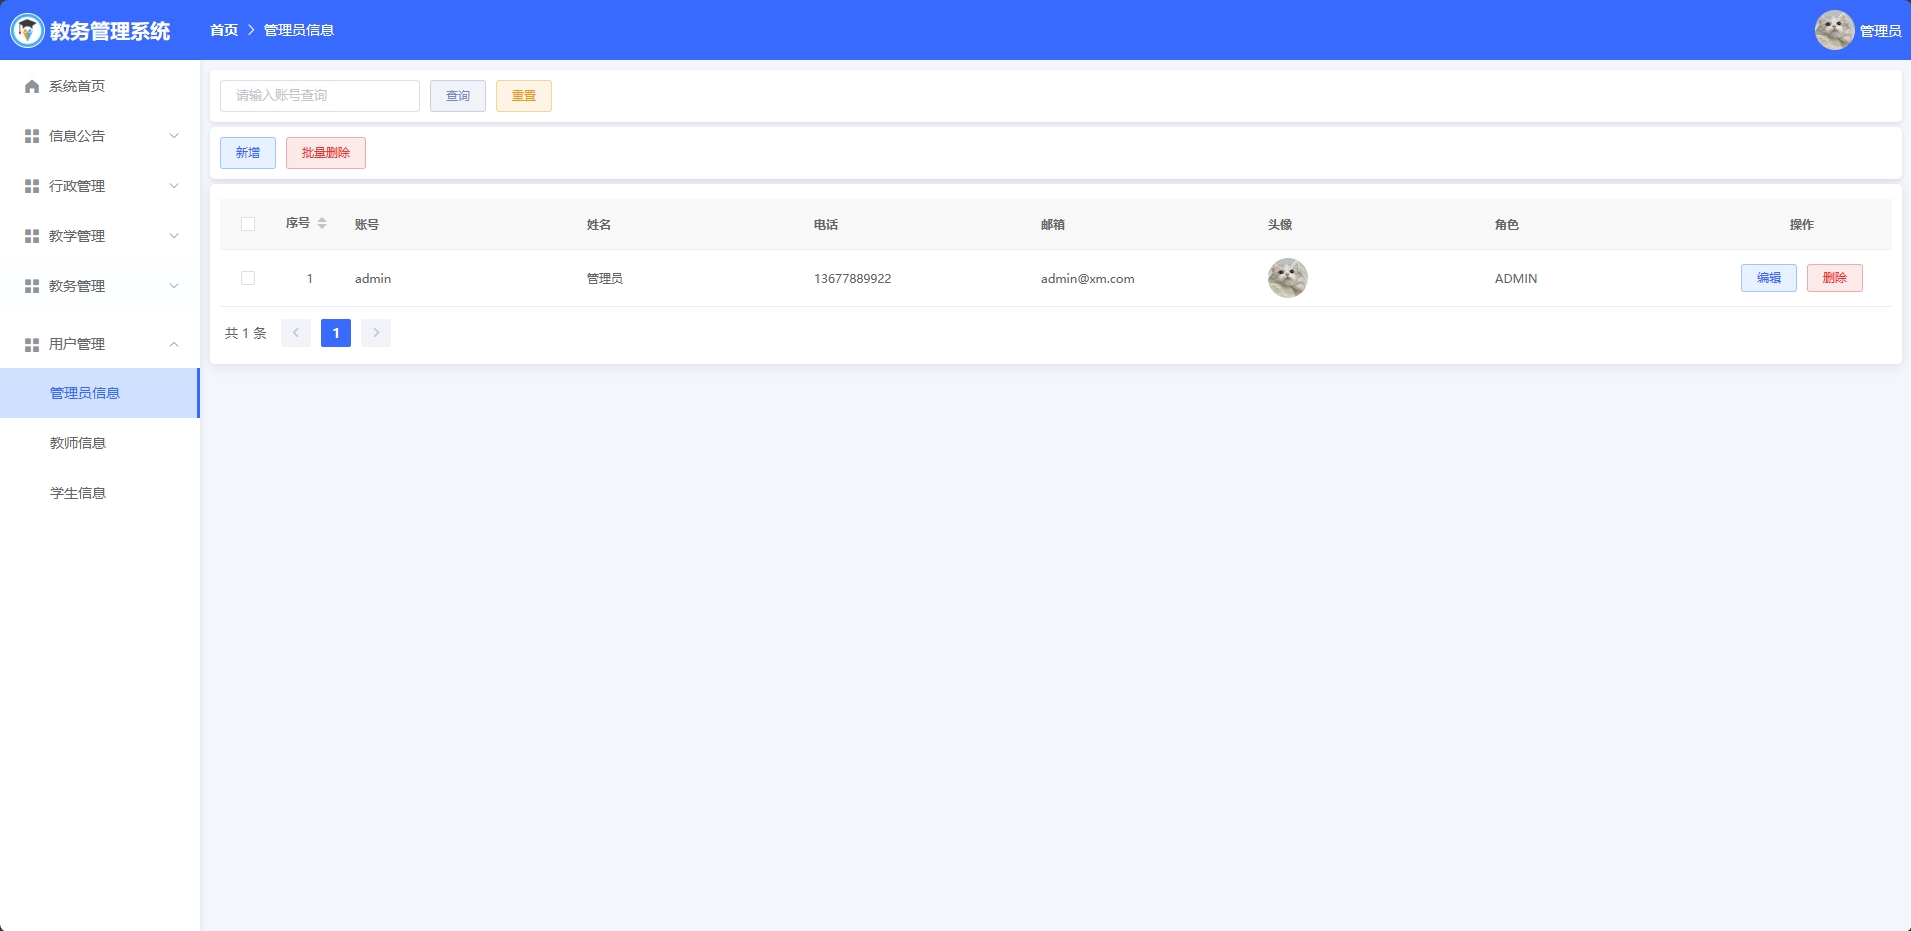 教务管理系统
首页 > 管理员信息
管理员
系统首页
信息公告
行政管理
教学管理
教务管理
用户管理
管理员信息
教师信息
学生信息
请输入账号查询 查询 重置
新增 批量删除
序号 账号 姓名 电话 邮箱 头像 角色 操作
1 admin 管理员 13677889922 admin@xm.com ADMIN 编辑 删除
共 1 条 < 1 >